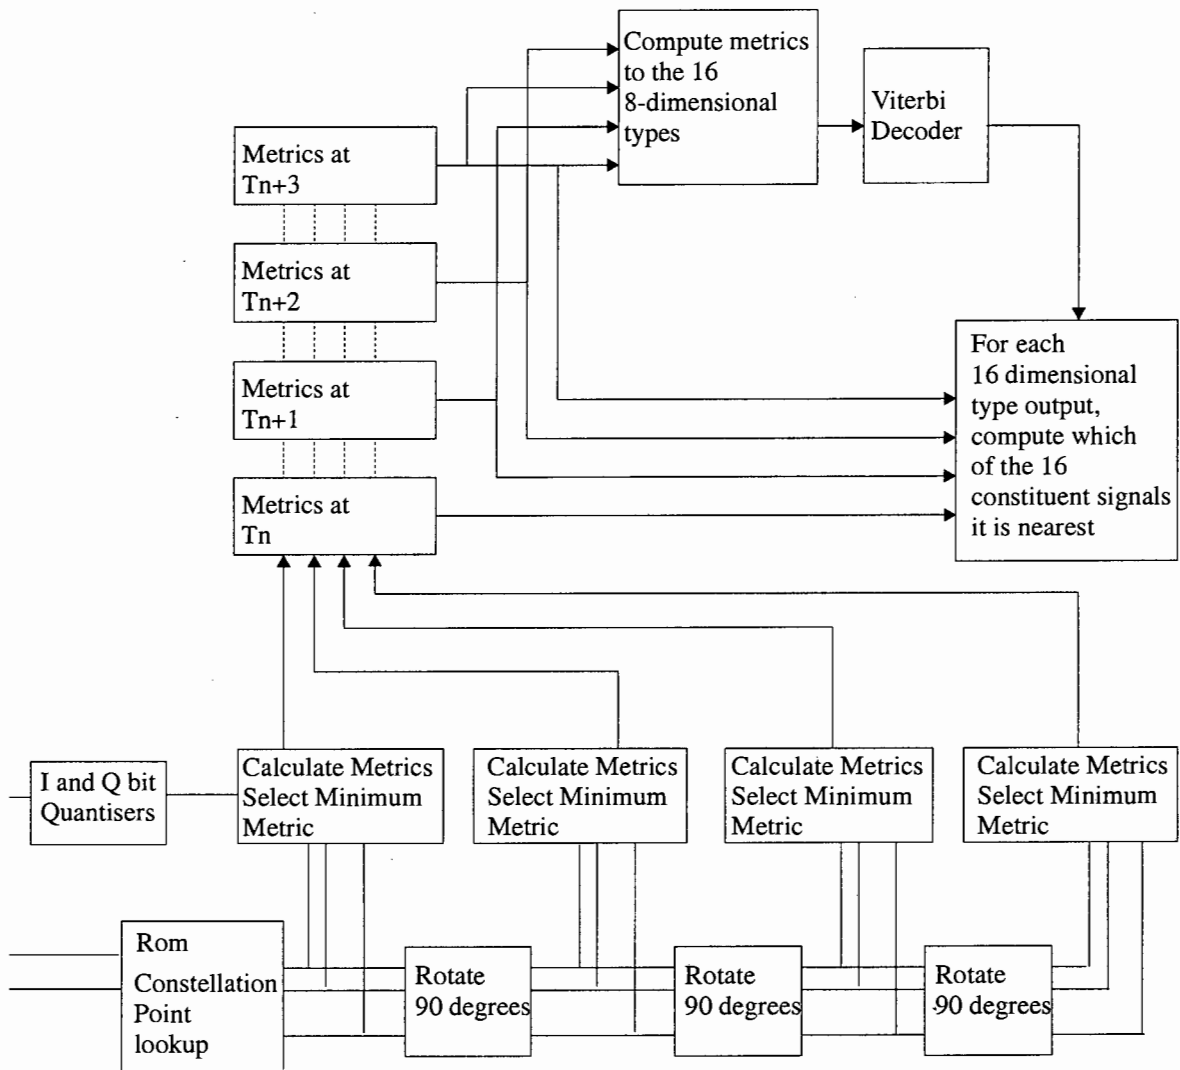 Compute metrics
to the 16
8-dimensional
types
Viterbi
Decoder
Metrics at
Tn+3
Metrics at
Tn+2
Metrics at
Tn+1
Metrics at
Tn
For each
16 dimensional
type output,
compute which
of the 16
constituent signals
it is nearest
I and Q bit
Quantisers
Calculate Metrics
Select Minimum
Metric
Calculate Metrics
Select Minimum
Metric
Calculate Metrics
Select Minimum
Metric
Calculate Metrics
Select Minimum
Metric
Rom
Constellation
Point
lookup
Rotate
90 degrees
Rotate
90 degrees
Rotate
90 degrees